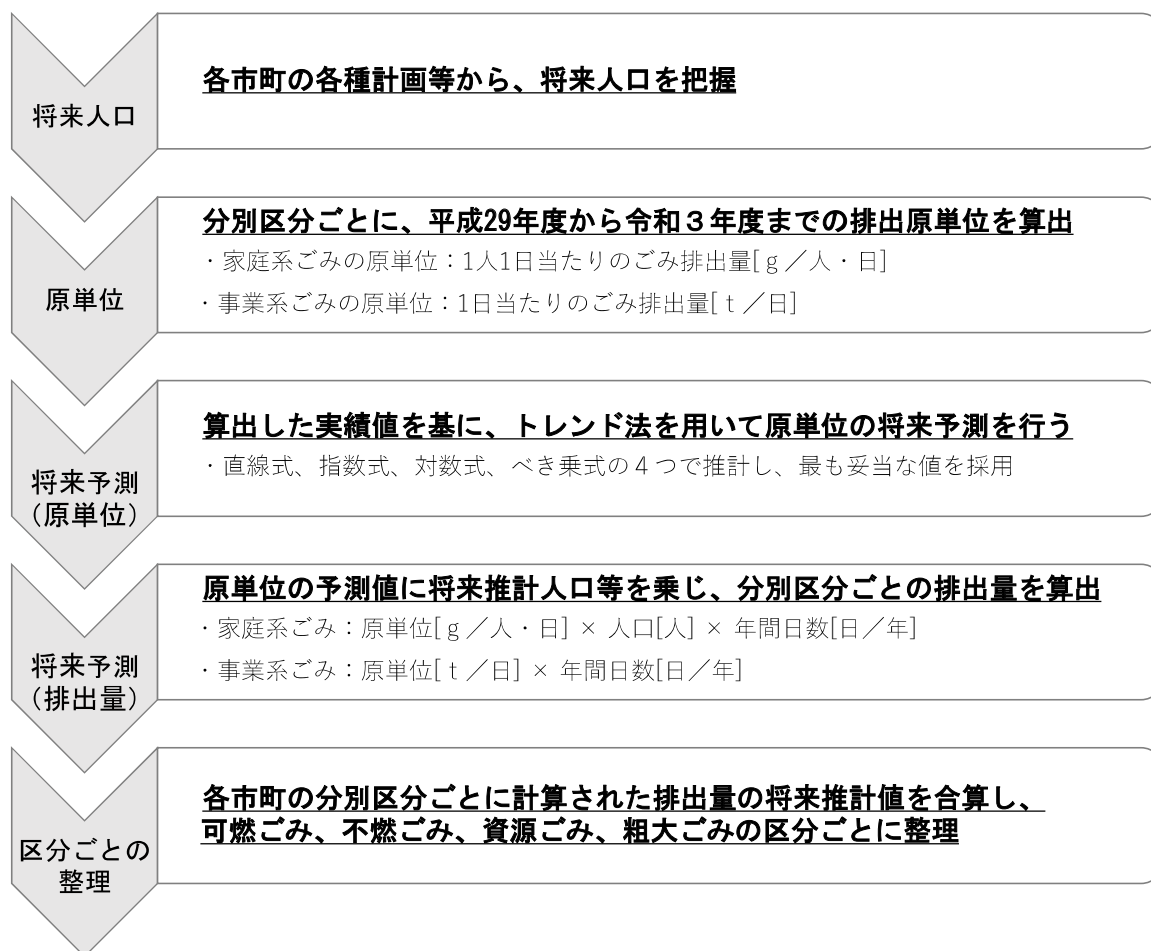 将来人口
各市町の各種計画等から、将来人口を把握
原単位
分別区分ごとに、平成29年度から令和３年度までの排出原単位を算出
・家庭系ごみの原単位：1人1日当たりのごみ排出量[ｇ／人・日]
・事業系ごみの原単位：1日当たりのごみ排出量[ｔ／日]
将来予測
（原単位）
算出した実績値を基に、トレンド法を用いて原単位の将来予測を行う
・直線式、指数式、対数式、べき乗式の４つで推計し、最も妥当な値を採用
将来予測
（排出量）
原単位の予測値に将来推計人口等を乗じ、分別区分ごとの排出量を算出
・家庭系ごみ：原単位[ｇ／人・日] × 人口[人] × 年間日数[日／年]
・事業系ごみ：原単位[ｔ／日] × 年間日数[日／年]
区分ごとの
整理
各市町の分別区分ごとに計算された排出量の将来推計値を合算し、
可燃ごみ、不燃ごみ、資源ごみ、粗大ごみの区分ごとに整理